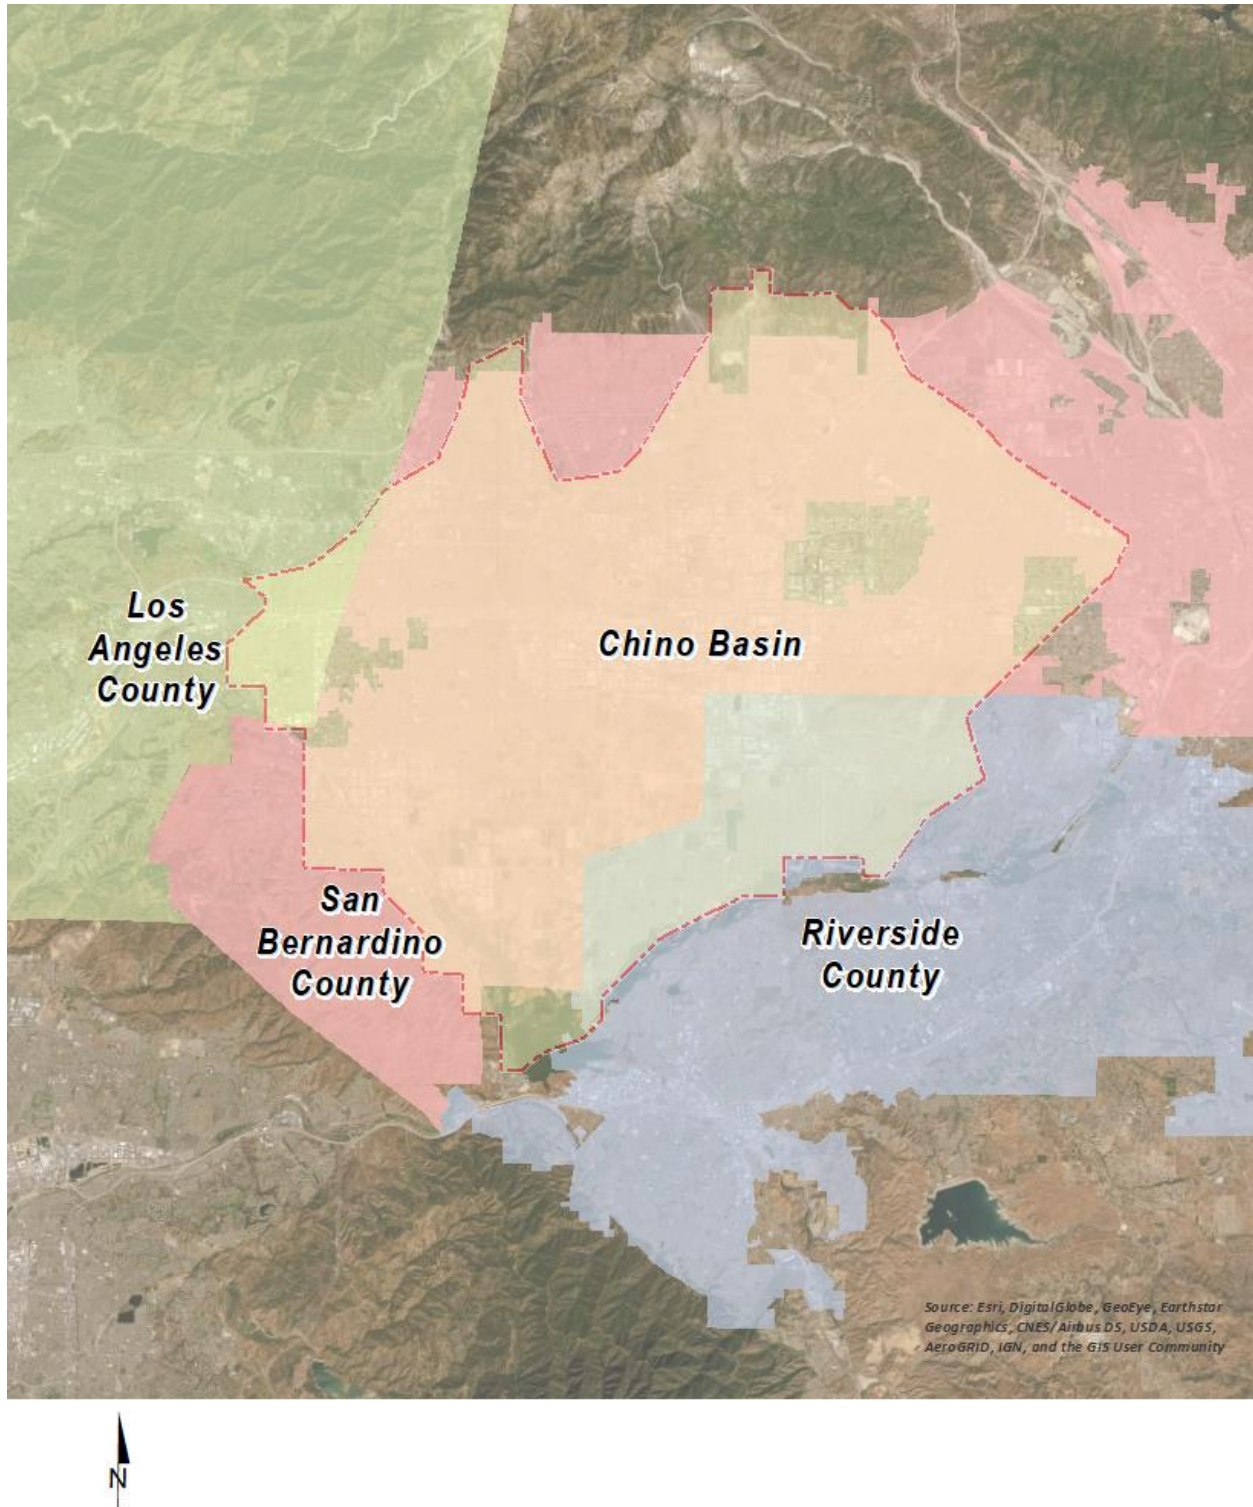 Los
Angeles
County
Chino Basin
San
Bernardino
County
Riverside
County
Source: Esri, DigitalGlobe, GeoEye, Earthstar
Geographics, CNES/Airbus DS, USDA, USGS,
AeroGRID, IGN, and the GIS User Community
N